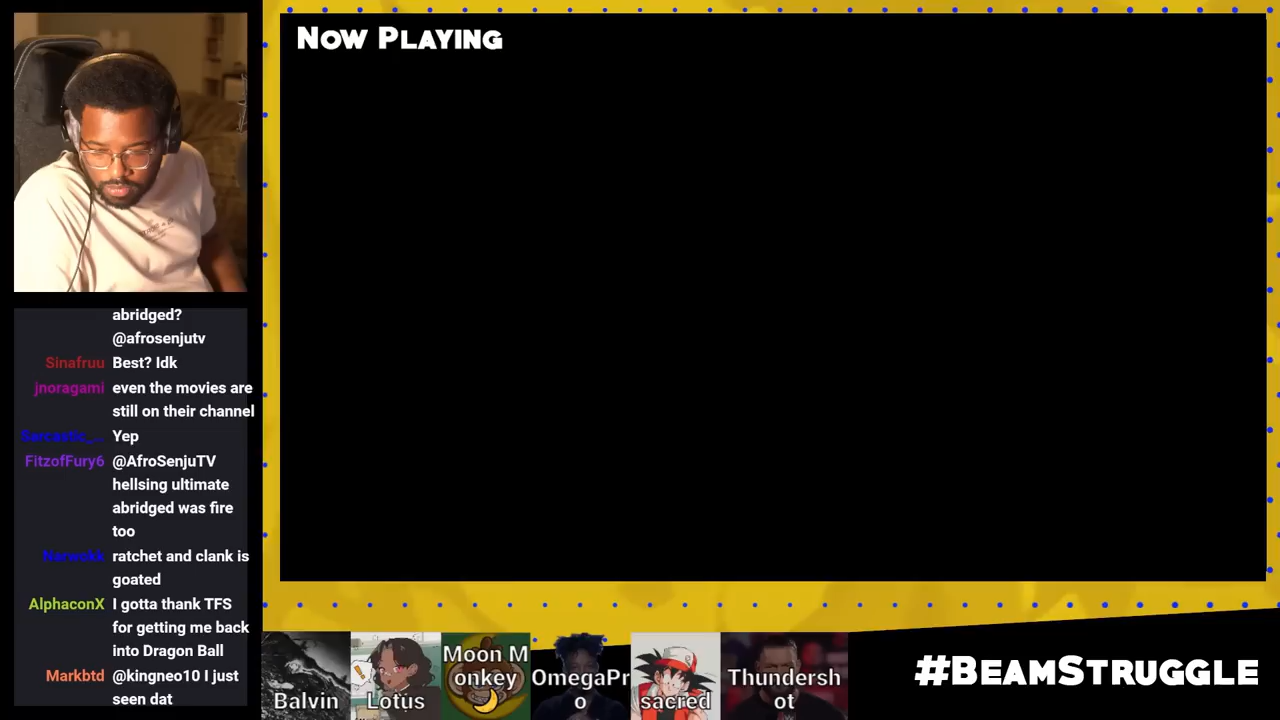 Now Playing
abridged?
@afrosenjutv
Sinafruu Best? Idk
jnoragami even the movies are
still on their channel
Sarcastic_... Yep
FitzofFury6 @AfroSenjuTV
hellsing ultimate
abridged was fire
too
Narwokk ratchet and clank is
goated
AlphaconX I gotta thank TFS
for getting me back
into Dragon Ball
Markbtd @kingneo10 I just
seen dat
Balvin
Lotus
Moon M
onkey
OmegaPr
o
sacred
Thundersh
ot
#BeamStruggle